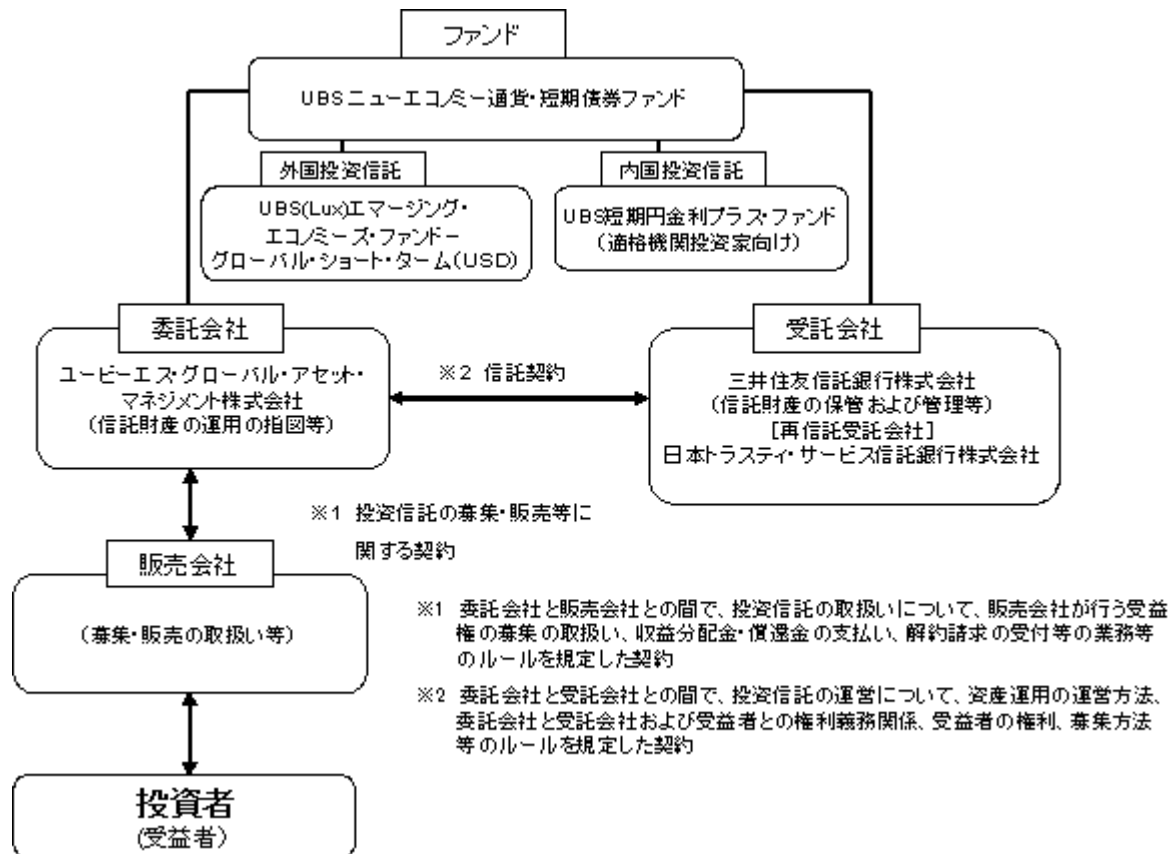 ファンド
UBSニューエコノミー通貨・短期債券ファンド
外国投資信託
UBS(Lux)エマージング・
エコノミーズ・ファンドー
グローバル・ショート・ターム(USD)
内国投資信託
UBS短期円金利プラス・ファンド
(適格機関投資家向け)
委託会社
ユービーエス・グローバル・アセット・
マネジメント株式会社
(信託財産の運用の指図等)
※2 信託契約
受託会社
三井住友信託銀行株式会社
(信託財産の保管および管理等)
[再信託受託会社]
日本トラスティ・サービス信託銀行株式会社
※1 投資信託の募集・販売等に
関する契約
販売会社
(募集・販売の取扱い等)
※1 委託会社と販売会社との間で、投資信託の取扱いについて、販売会社が行う受益
権の募集の取扱い、収益分配金・償還金の支払い、解約請求の受付等の業務等
のルールを規定した契約
※2 委託会社と受託会社との間で、投資信託の運営について、資産運用の運営方法、
委託会社と受託会社および受益者との権利義務関係、受益者の権利、募集方法
等のルールを規定した契約
投資者
(受益者)